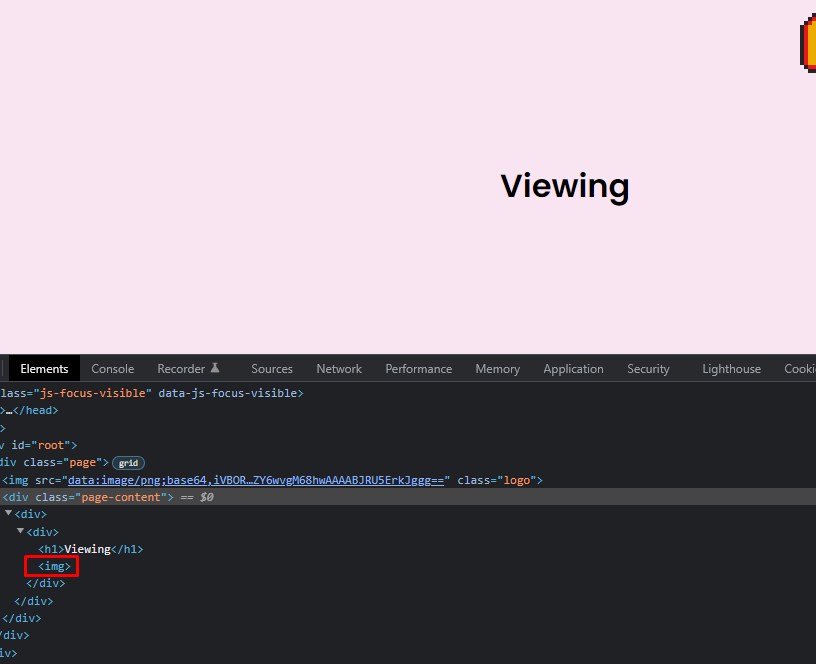 Viewing
Elements Console Recorder Sources Network Performance Memory Application Security Lighthouse Cooki
lass="js-focus-visible" data-js-focus-visible>
>…</head>
>
v id="root">
div class="page"> grid
<img src="data:image/png;base64,iVBOR…ZY6wvgM68hwAAAABJRU5ErkJggg==" class="logo">
<div class="page-content"> == $0
<div>
<div>
<h1>Viewing</h1>
<img>
</div>
</div>
</div>
/div>
iv>